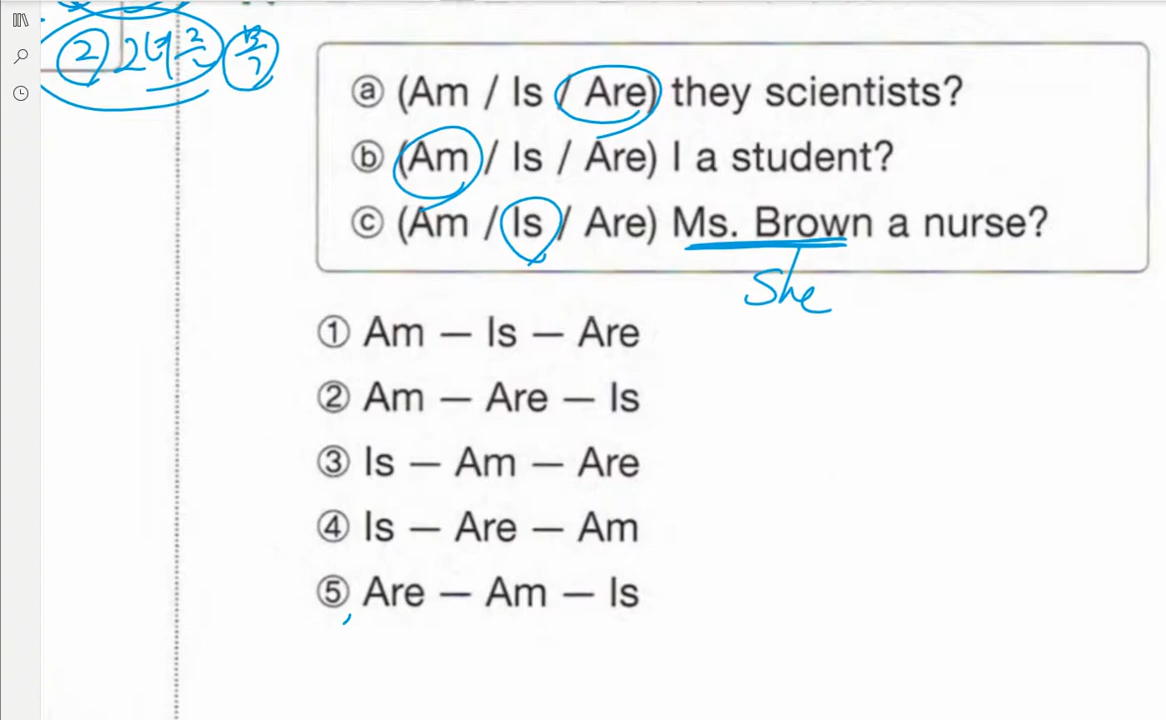 ⓐ (Am / Is / Are) they scientists?
ⓑ (Am / Is / Are) I a student?
ⓒ (Am / Is / Are) Ms. Brown a nurse?
She
① Am – Is – Are
② Am – Are – Is
③ Is – Am – Are
④ Is – Are – Am
⑤ Are – Am – Is